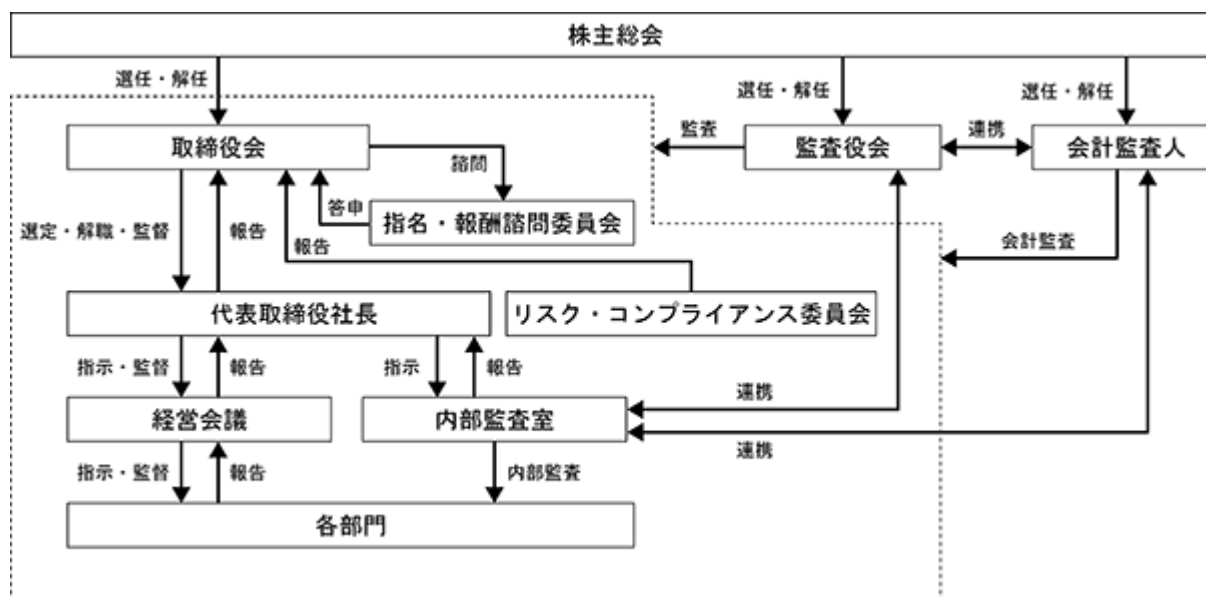 株主総会
選任・解任
選任・解任
選任・解任
取締役会
監査
監査役会
連携
会計監査人
諮問
答申
指名・報酬諮問委員会
選定・解職・監督
報告
報告
会計監査
代表取締役社長
リスク・コンプライアンス委員会
指示・監督
報告
指示
報告
経営会議
内部監査室
連携
連携
指示・監督
報告
内部監査
各部門